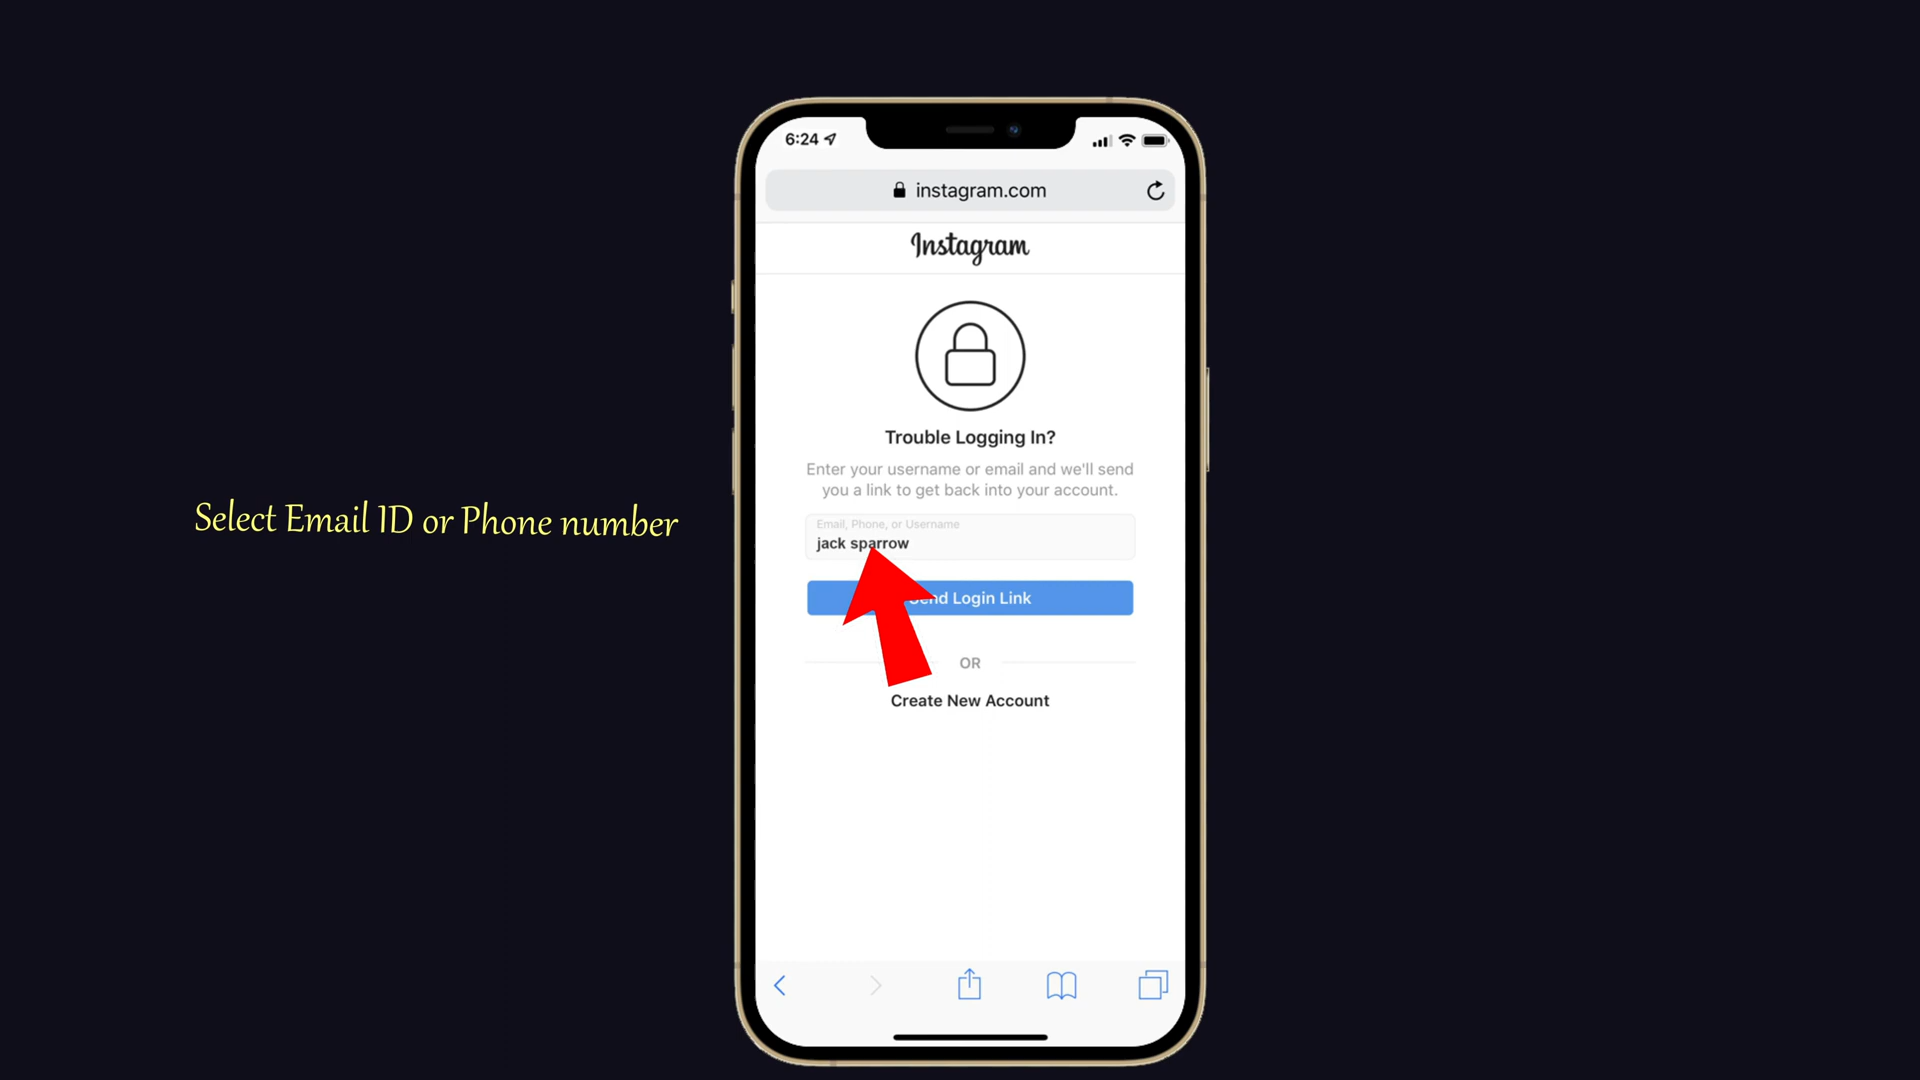 6:24
instagram.com
Instagram
Trouble Logging In?
Enter your username or email and we'll send
you a link to get back into your account.
Select Email ID or Phone number
Email, Phone, or Username
jack sparrow
Send Login Link
OR
Create New Account